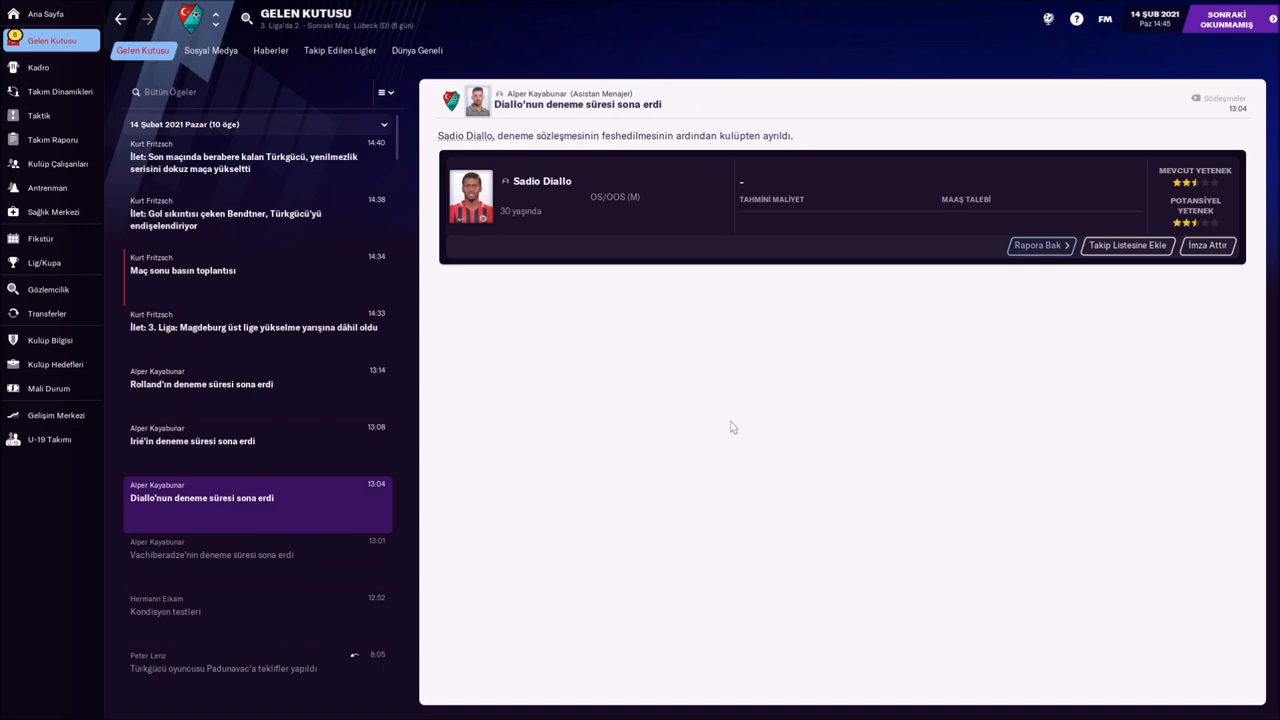 Ana Sayfa
6
Gelen Kutusu
Kadro
Takım Dinamikleri
Taktik
Takım Raporu
Kulüp Çalışanları
Antrenman
Sağlık Merkezi
Fikstür
Lig/Kupa
Gözlemcilik
Transferler
Kulüp Bilgisi
Kulüp Hedefleri
Mali Durum
Gelişim Merkezi
U-19 Takımı
GELEN KUTUSU
3. Liga'da 2. - Sonraki Maç: Lübeck (D) (6 gün)
FM
14 ŞUB 2021
Paz 14:45
SONRAKİ
OKUNMAMIŞ
Gelen Kutusu
Sosyal Medya
Haberler
Takip Edilen Ligler
Dünya Geneli
Bütün Ögeler
14 Şubat 2021 Pazar (10 öge)
Kurt Fritzsch 14:40
İlet: Son maçında berabere kalan Türkgücü, yenilmezlik
serisini dokuz maça yükseltti
Kurt Fritzsch 14:38
İlet: Gol sıkıntısı çeken Bendtner, Türkgücü'yü
endişelendiriyor
Kurt Fritzsch 14:34
Maç sonu basın toplantısı
Kurt Fritzsch 14:33
İlet: 3. Liga: Magdeburg üst lige yükselme yarışına dâhil oldu
Alper Kayabunar 13:14
Rolland'ın deneme süresi sona erdi
Alper Kayabunar 13:08
Irié'in deneme süresi sona erdi
Alper Kayabunar 13:04
Diallo'nun deneme süresi sona erdi
Alper Kayabunar 13:01
Vachiberadze'nin deneme süresi sona erdi
Hermann Eikam 12:52
Kondisyon testleri
Peter Lenz 8:05
Türkgücü oyuncusu Padunavac'a teklifler yapıldı
Alper Kayabunar (Asistan Menajer)
Diallo'nun deneme süresi sona erdi
Sözleşmeler
13:04
Sadio Diallo, deneme sözleşmesinin feshedilmesinin ardından kulüpten ayrıldı.
Sadio Diallo
30 yaşında
OS/OOS (M)
-
TAHMİNİ MALİYET
MAAŞ TALEBİ
MEVCUT YETENEK
POTANSİYEL
YETENEK
Rapora Bak
Takip Listesine Ekle
İmza Attır